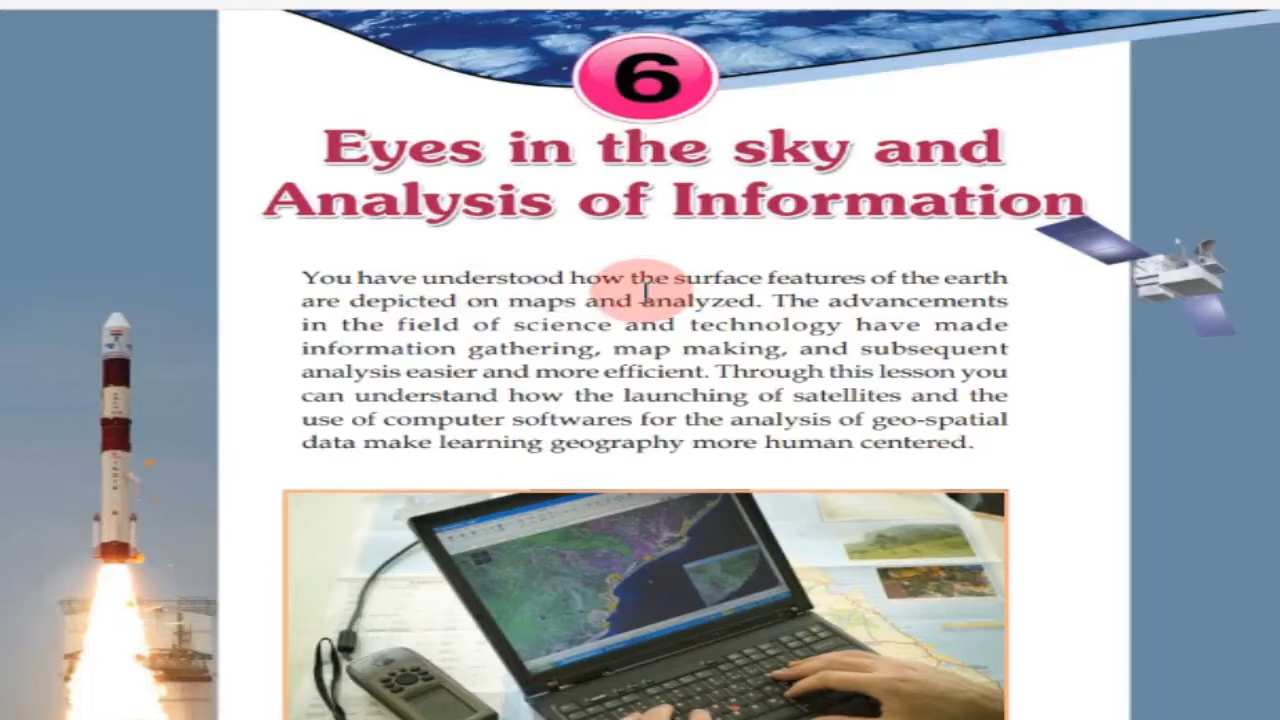 6
Eyes in the sky and
Analysis of Information
You have understood how the surface features of the earth
are depicted on maps and analyzed. The advancements
in the field of science and technology have made
information gathering, map making, and subsequent
analysis easier and more efficient. Through this lesson you
can understand how the launching of satellites and the
use of computer softwares for the analysis of geo-spatial
data make learning geography more human centered.